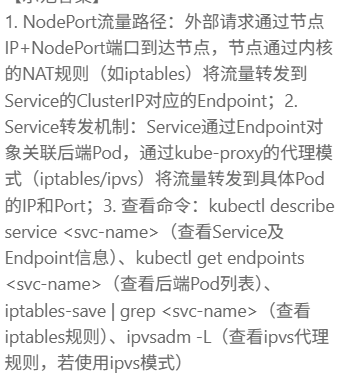 1. NodePort流量路径：外部请求通过节点
IP+NodePort端口到达节点，节点通过内核
的NAT规则（如iptables）将流量转发到
Service的ClusterIP对应的Endpoint；2.
Service转发机制：Service通过Endpoint对
象关联后端Pod，通过kube-proxy的代理模
式（iptables/ipvs）将流量转发到具体Pod
的IP和Port；3. 查看命令：kubectl describe
service <svc-name>（查看Service及
Endpoint信息）、kubectl get endpoints
<svc-name>（查看后端Pod列表）、
iptables-save | grep <svc-name>（查看
iptables规则）、ipvsadm -L（查看ipvs代理
规则，若使用ipvs模式）